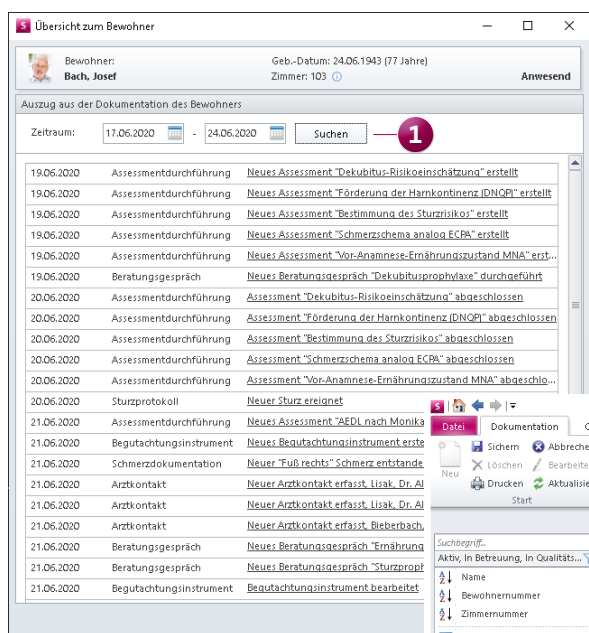 S Übersicht zum Bewohner
Bewohner: Geb.-Datum: 24.06.1943 (77 Jahre)
Bach, Josef Zimmer: 103 Anwesend
Auszug aus der Dokumentation des Bewohners
Zeitraum: 17.06.2020 - 24.06.2020 Suchen 1
19.06.2020 Assessmentdurchführung Neues Assessment "Dekubitus-Risikoeinschätzung" erstellt
19.06.2020 Assessmentdurchführung Neues Assessment "Förderung der Harnkontinenz (DNQP)" erstellt
19.06.2020 Assessmentdurchführung Neues Assessment "Bestimmung des Sturzrisikos" erstellt
19.06.2020 Assessmentdurchführung Neues Assessment "Schmerzschema analog ECPA" erstellt
19.06.2020 Assessmentdurchführung Neues Assessment "Vor-Anamnese-Ernährungszustand MNA" erst...
19.06.2020 Beratungsgespräch Neues Beratungsgespräch "Dekubitusprophylaxe" durchgeführt
20.06.2020 Assessmentdurchführung Assessment "Dekubitus-Risikoeinschätzung" abgeschlossen
20.06.2020 Assessmentdurchführung Assessment "Förderung der Harnkontinenz (DNQP)" abgeschlossen
20.06.2020 Assessmentdurchführung Assessment "Bestimmung des Sturzrisikos" abgeschlossen
20.06.2020 Assessmentdurchführung Assessment "Schmerzschema analog ECPA" abgeschlossen
20.06.2020 Assessmentdurchführung Assessment "Vor-Anamnese-Ernährungszustand MNA" abgeschlo...
20.06.2020 Sturzprotokoll Neuer Sturz ereignet
21.06.2020 Assessmentdurchführung Neues Assessment "AEDL nach Monika
21.06.2020 Begutachtungsinstrument Neues Begutachtungsinstrument erste
21.06.2020 Schmerzdokumentation Neuer "Fuß rechts" Schmerz entstande
21.06.2020 Arztkontakt Neuer Arztkontakt erfasst, Lisak, Dr. Al
21.06.2020 Arztkontakt Neuer Arztkontakt erfasst, Lisak, Dr. Al
21.06.2020 Arztkontakt Neuer Arztkontakt erfasst, Bieberbach,
21.06.2020 Beratungsgespräch Neues Beratungsgespräch "Ernährung
21.06.2020 Beratungsgespräch Neues Beratungsgespräch "Sturzproph
21.06.2020 Begutachtungsinstrument Begutachtungsinstrument bearbeitet
S
Datei Dokumentation
Neu Sichern Abbreche
Löschen Bearbeite
Drucken Aktualisie
Start
Suchbegriff...
Aktiv, In Betreuung, In Qualitäts...
Name
Bewohnernummer
Zimmernummer